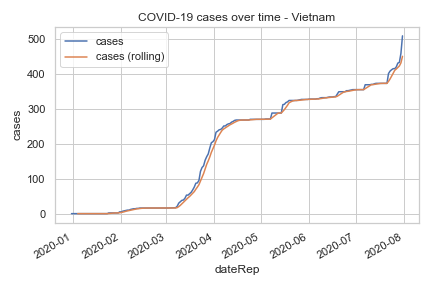 COVID-19 cases over time - Vietnam
cases
cases (rolling)
cases
500
400
300
200
100
0
2020-01
2020-02
2020-03
2020-04
2020-05
2020-06
2020-07
2020-08
dateRep